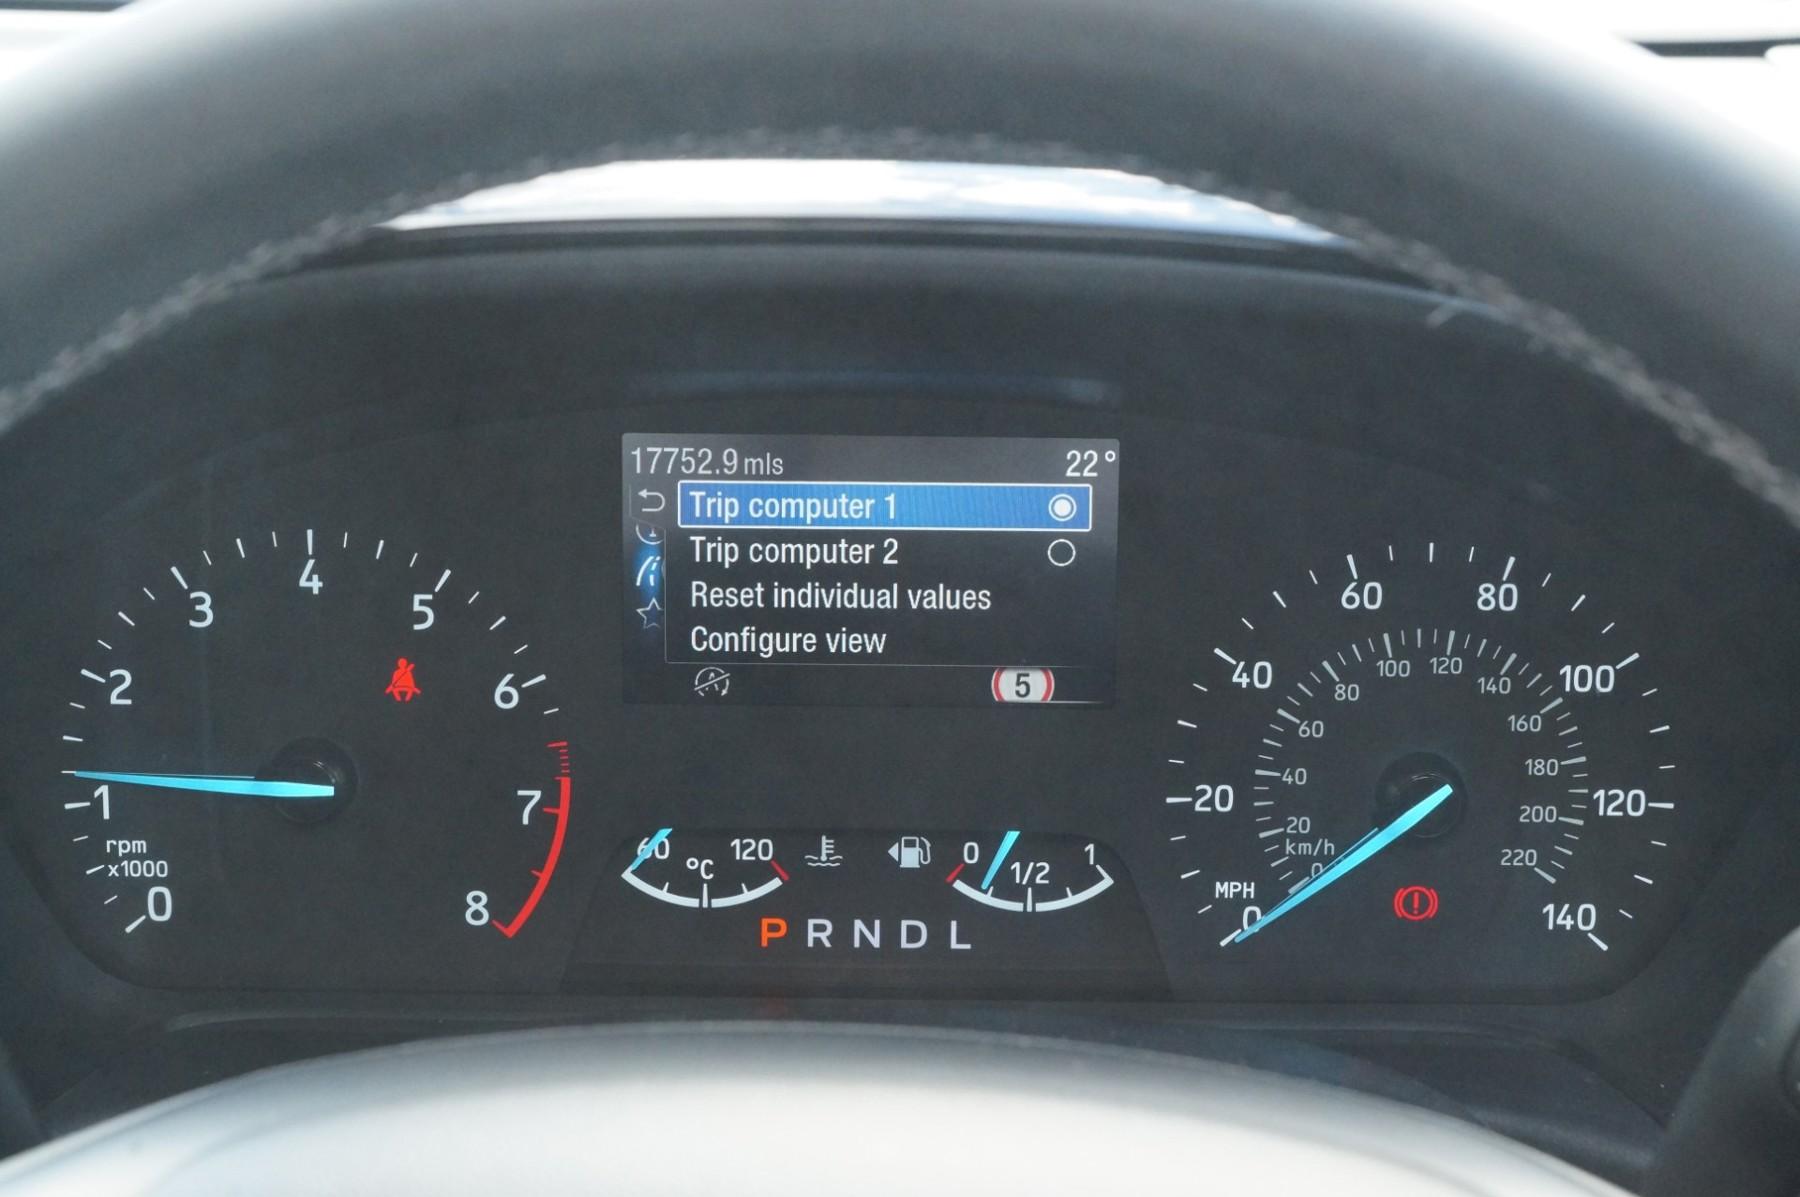 17752.9 mls 22°
Trip computer 1
Trip computer 2
Reset individual values
Configure view
5
0
1
2
3
4
5
6
7
8
rpm
x1000
60 °C 120
0 1/2 1
P R N D L
MPH
0
20
40
60
80
100
120
140
km/h
0
20
40
60
80
100
120
140
160
180
200
220